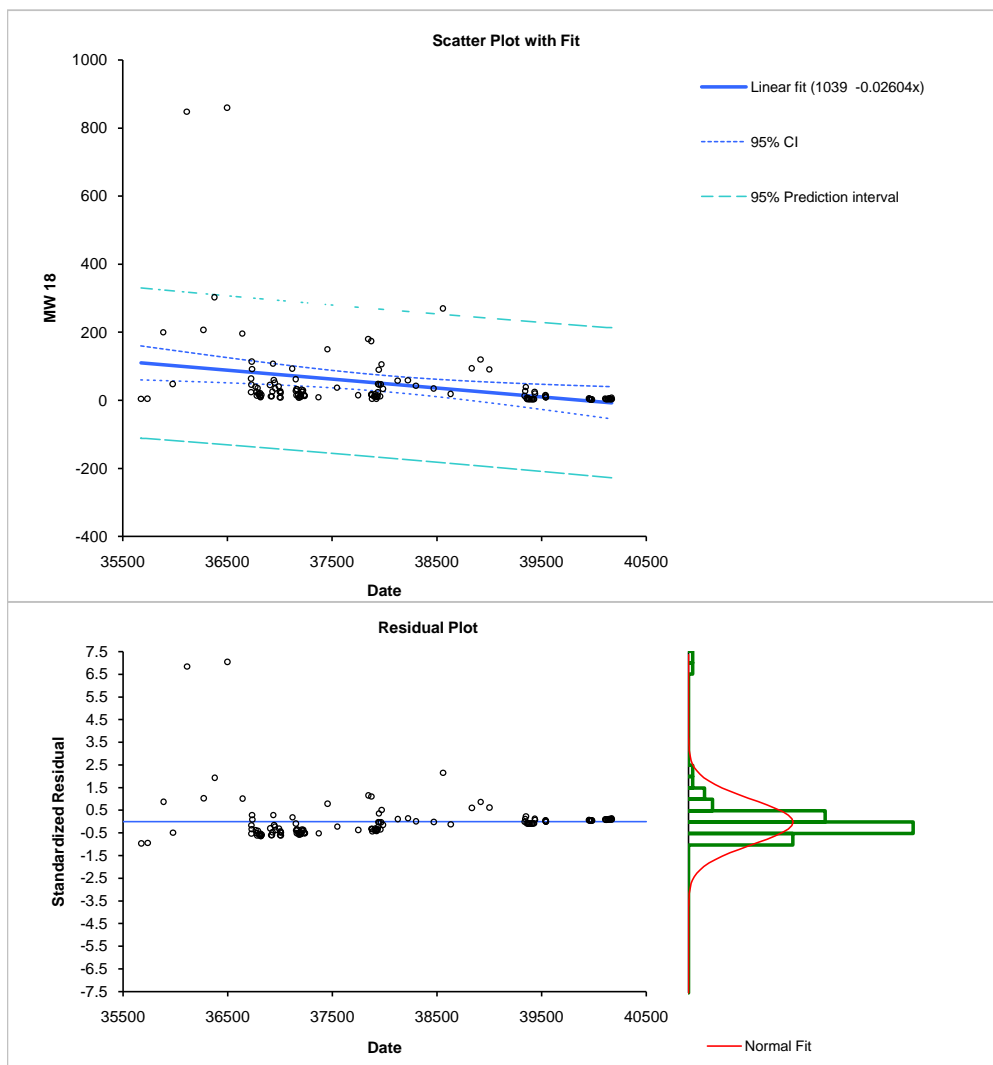 Scatter Plot with Fit
1000
800
600
400
200
0
-200
-400
MW 18
35500 36500 37500 38500 39500 40500
Date
Linear fit (1039 -0.02604x)
95% CI
95% Prediction interval
Residual Plot
7.5
6.5
5.5
4.5
3.5
2.5
1.5
0.5
-0.5
-1.5
-2.5
-3.5
-4.5
-5.5
-6.5
-7.5
Standardized Residual
35500 36500 37500 38500 39500 40500
Date
Normal Fit